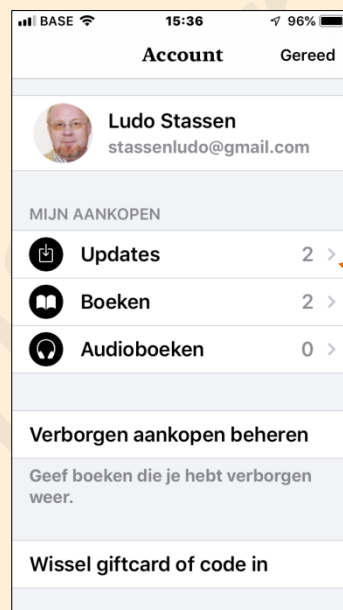 BASE 15:36 96%
Account Gereed
Ludo Stassen
stassenludo@gmail.com
MIJN AANKOPEN
Updates 2
Boeken 2
Audioboeken 0
Verborgen aankopen beheren
Geef boeken die je hebt verborgen
weer.
Wissel giftcard of code in